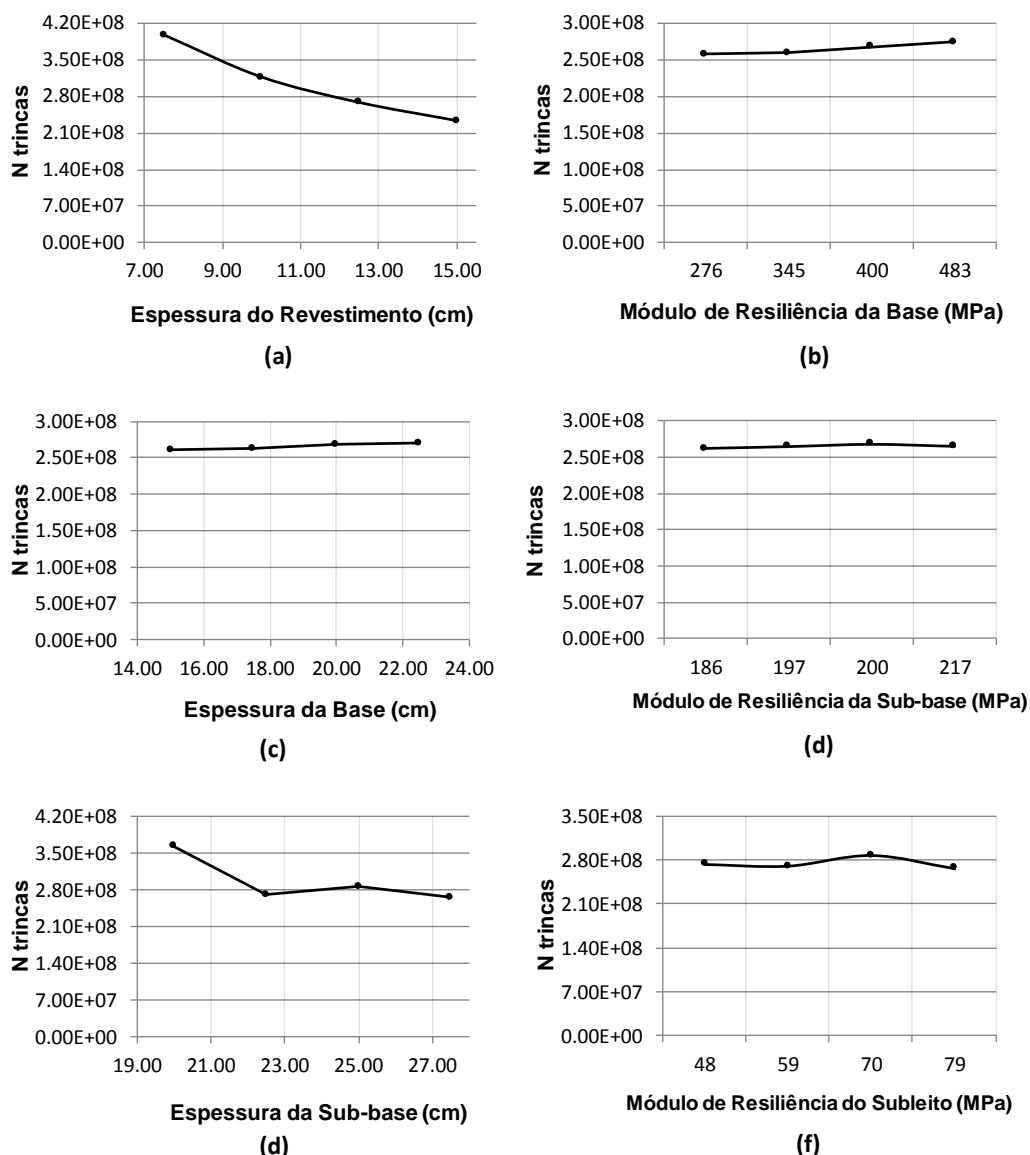 4.20E+08
3.50E+08
2.80E+08
2.10E+08
1.40E+08
7.00E+07
0.00E+00
N trincas
7.00 9.00 11.00 13.00 15.00
Espessura do Revestimento (cm)
(a)
3.00E+08
2.50E+08
2.00E+08
1.50E+08
1.00E+08
5.00E+07
0.00E+00
N trincas
276 345 400 483
Módulo de Resiliência da Base (MPa)
(b)
3.00E+08
2.50E+08
2.00E+08
1.50E+08
1.00E+08
5.00E+07
0.00E+00
N trincas
14.00 16.00 18.00 20.00 22.00 24.00
Espessura da Base (cm)
(c)
3.00E+08
2.50E+08
2.00E+08
1.50E+08
1.00E+08
5.00E+07
0.00E+00
N trincas
186 197 200 217
Módulo de Resiliência da Sub-base (MPa)
(d)
4.20E+08
3.50E+08
2.80E+08
2.10E+08
1.40E+08
7.00E+07
0.00E+00
N trincas
19.00 21.00 23.00 25.00 27.00
Espessura da Sub-base (cm)
(d)
3.50E+08
2.80E+08
2.10E+08
1.40E+08
7.00E+07
0.00E+00
N trincas
48 59 70 79
Módulo de Resiliência do Subleito (MPa)
(f)